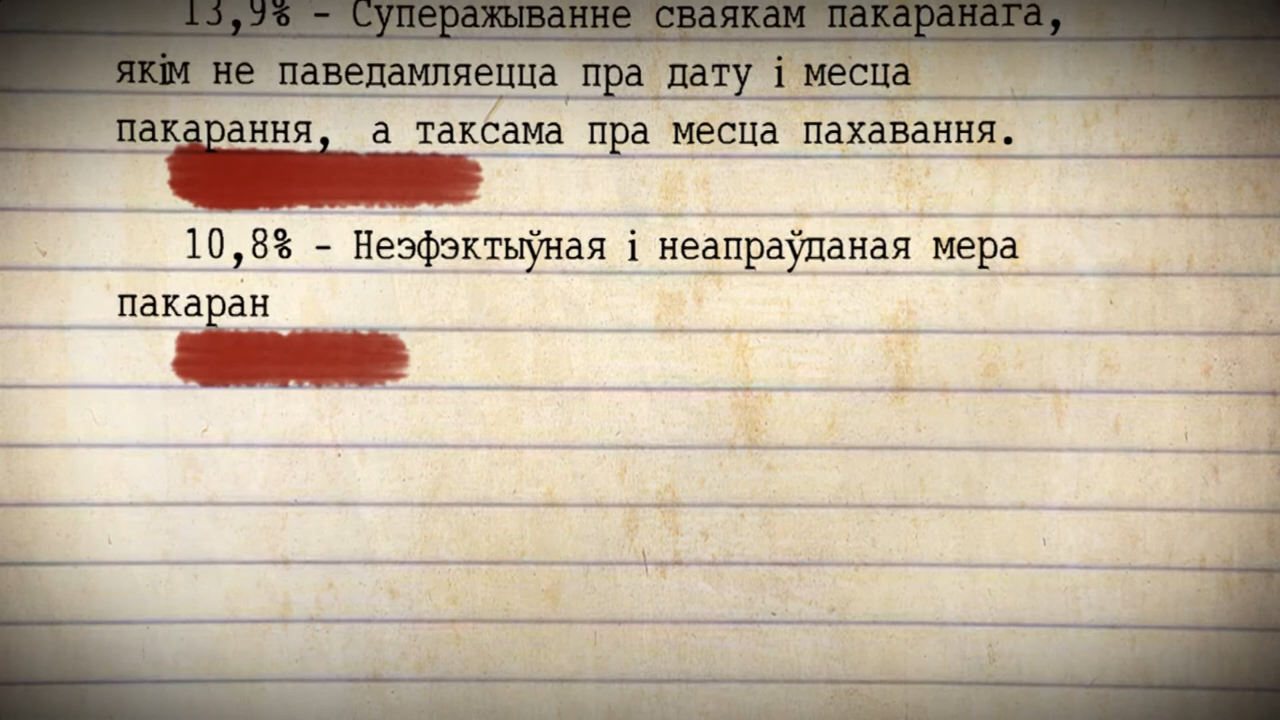 13,9% - Суперажыванне сваякам пакаранага,
якім не паведамляецца пра дату і месца
пакарання, а таксама пра месца пахавання.
10,8% - Неэфэктыўная і неапраўданая мера
пакаран